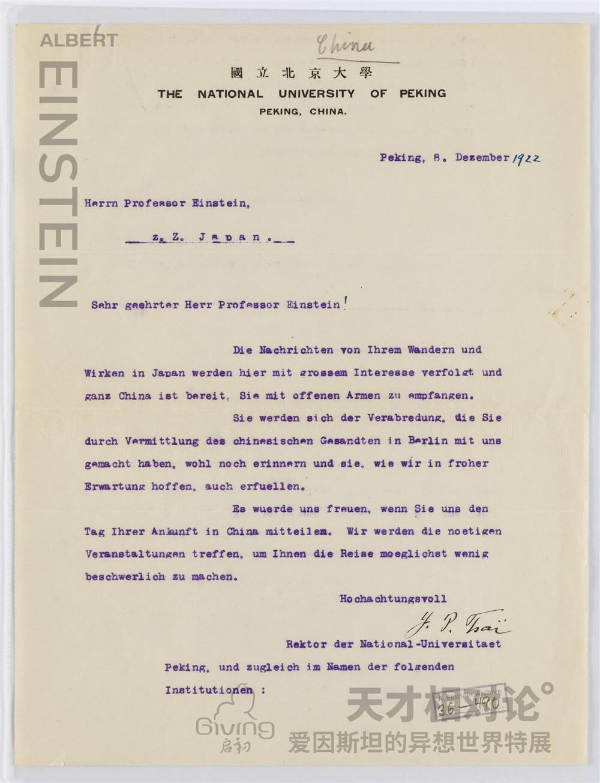 ALBERT
EINSTEIN
China
國立北京大學
THE NATIONAL UNIVERSITY OF PEKING
PEKING, CHINA.
Peking, 8. Dezember 1922
Herrn Professor Einstein,
z. Z. Japan.
Sehr geehrter Herr Professor Einstein!
Die Nachrichten von Ihrem Wandern und
Wirken in Japan werden hier mit grossem Interesse verfolgt und
ganz China ist bereit, Sie mit offenen Armen zu empfangen.
Sie werden sich der Verabredung, die Sie
durch Vermittlung des chinesischen Gesandten in Berlin mit uns
gemacht haben, wohl noch erinnern und sie, wie wir in froher
Erwartung hoffen, auch erfuellen.
Es wuerde uns freuen, wenn Sie uns den
Tag Ihrer Ankunft in China mitteilem. Wir werden die noetigen
Veranstaltungen treffen, um Ihnen die Reise moeglichst wenig
beschwerlich zu machen.
Hochachtungsvoll
Y. P. Tsaï
Rektor der National-Universitaet
Peking, und zugleich im Namen der folgenden
Institutionen :
36-490
天才相对论°
爱因斯坦的异想世界特展
Giving
启初